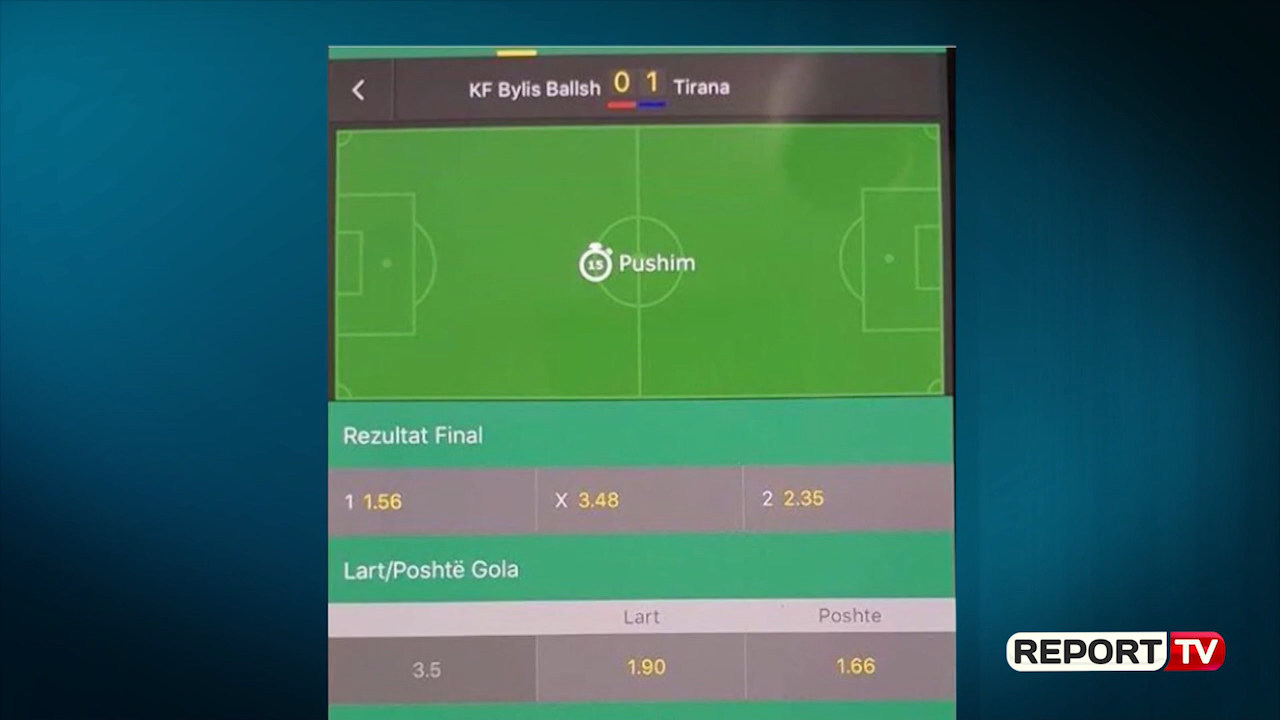 KF Bylis Ballsh 0 1 Tirana
15 Pushim
Rezultat Final
1 1.56 X 3.48 2 2.35
Lart/Poshtë Gola
Lart Poshte
3.5 1.90 1.66
REPORT TV